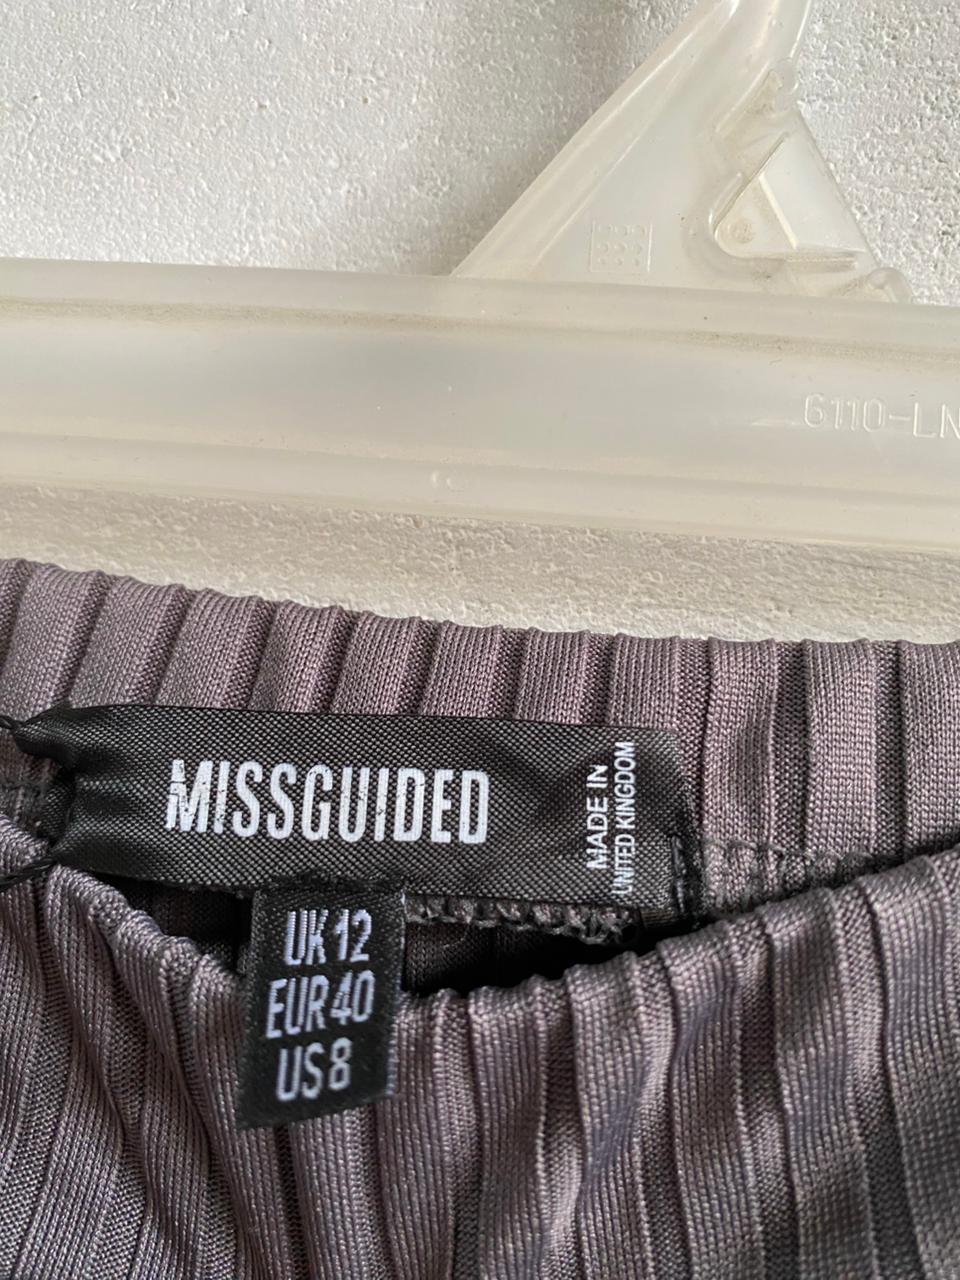 6110-LN
MISSGUIDED
MADE IN
UNITED KINGDOM
UK 12
EUR 40
US 8